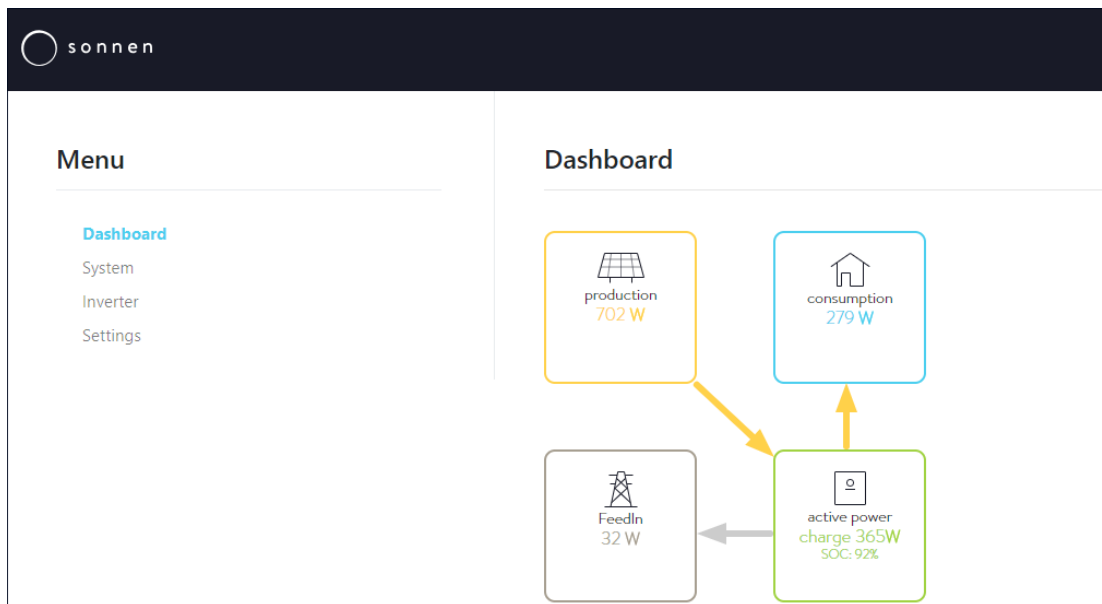 sonnen
Menu
Dashboard
System
Inverter
Settings
Dashboard
production
702 W
consumption
279 W
FeedIn
32 W
active power
charge 365W
SOC: 92%